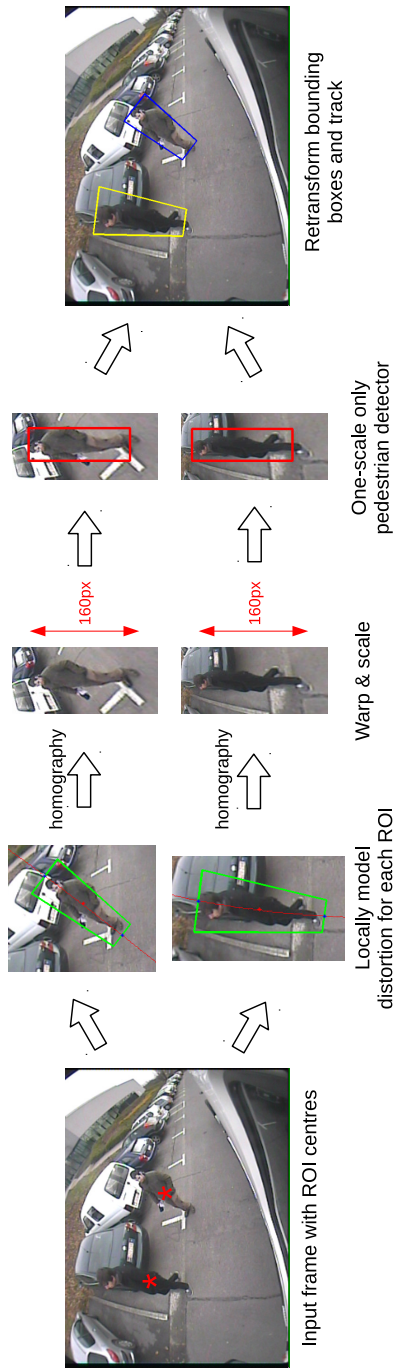 Input frame with ROI centres
Locally model
distortion for each ROI
homography
homography
Warp & scale
160px
160px
One-scale only
pedestrian detector
Retransform bounding
boxes and track